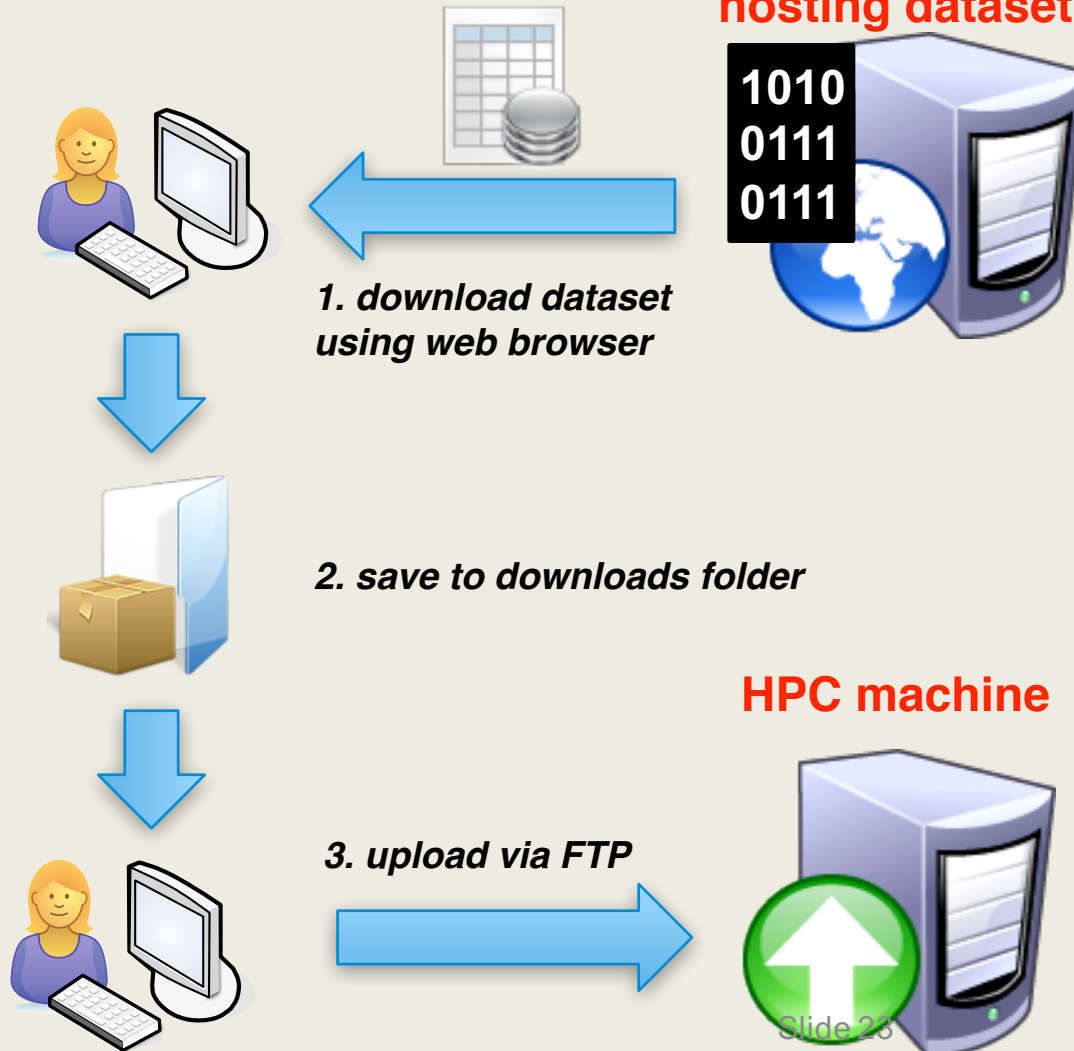 hosting dataset
1010
0111
0111
1. download dataset
using web browser
2. save to downloads folder
HPC machine
3. upload via FTP
Slide 23